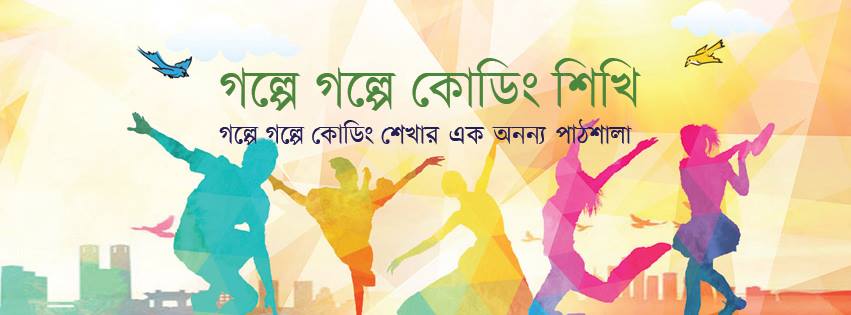 গল্পে গল্পে কোডিং শিখি
গল্পে গল্পে কোডিং শেখার এক অনন্য পাঠশালা